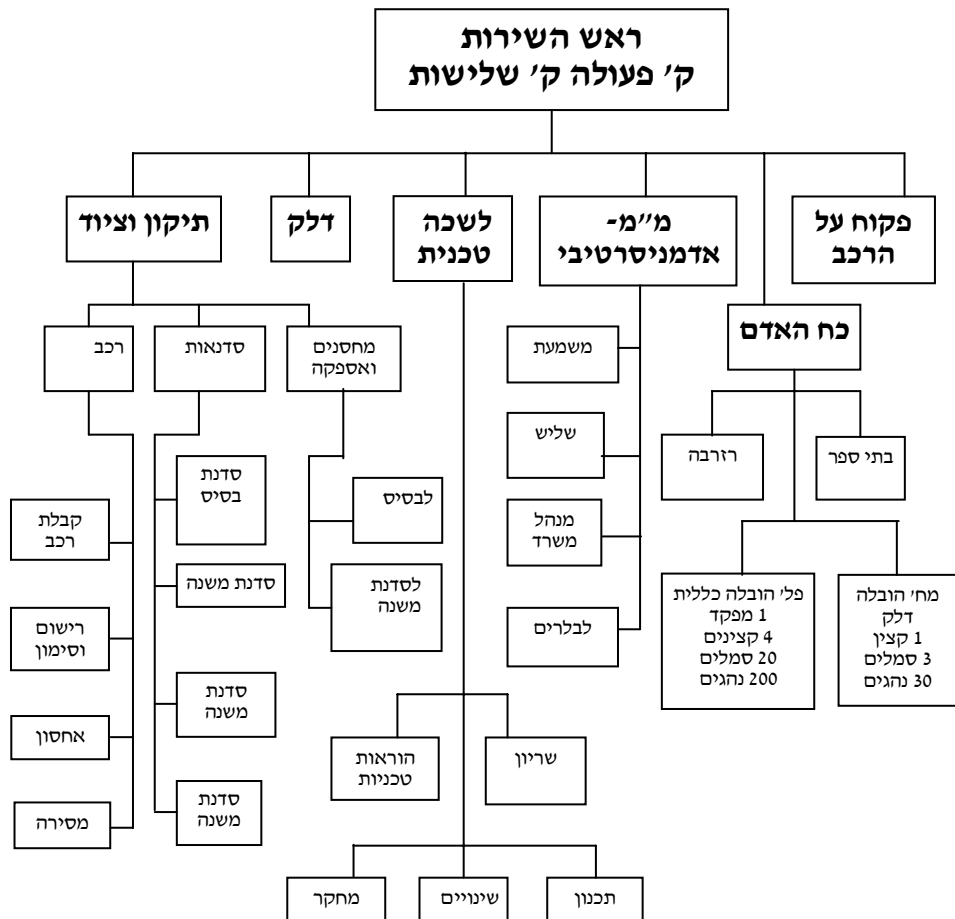 ראש השירות
ק׳ פעולה ק׳ שלישות
פקוח על
הרכב
כח האדם
מ״מ-
אדמניסרטיבי
לשכה
טכנית
דלק
תיקון וציוד
בתי ספר
רזרבה
מח׳ הובלה
דלק
1 קצין
3 סמלים
30 נהגים
פל׳ הובלה כללית
1 מפקד
4 קצינים
20 סמלים
200 נהגים
משמעת
שליש
מנהל
משרד
לבלרים
שריון
הוראות
טכניות
תכנון
שינויים
מחקר
מחסנים
ואספקה
סדנאות
רכב
לבסיס
לסדנת
משנה
סדנת
בסיס
סדנת משנה
סדנת
משנה
סדנת
משנה
קבלת
רכב
רישום
וסימון
אחסון
מסירה